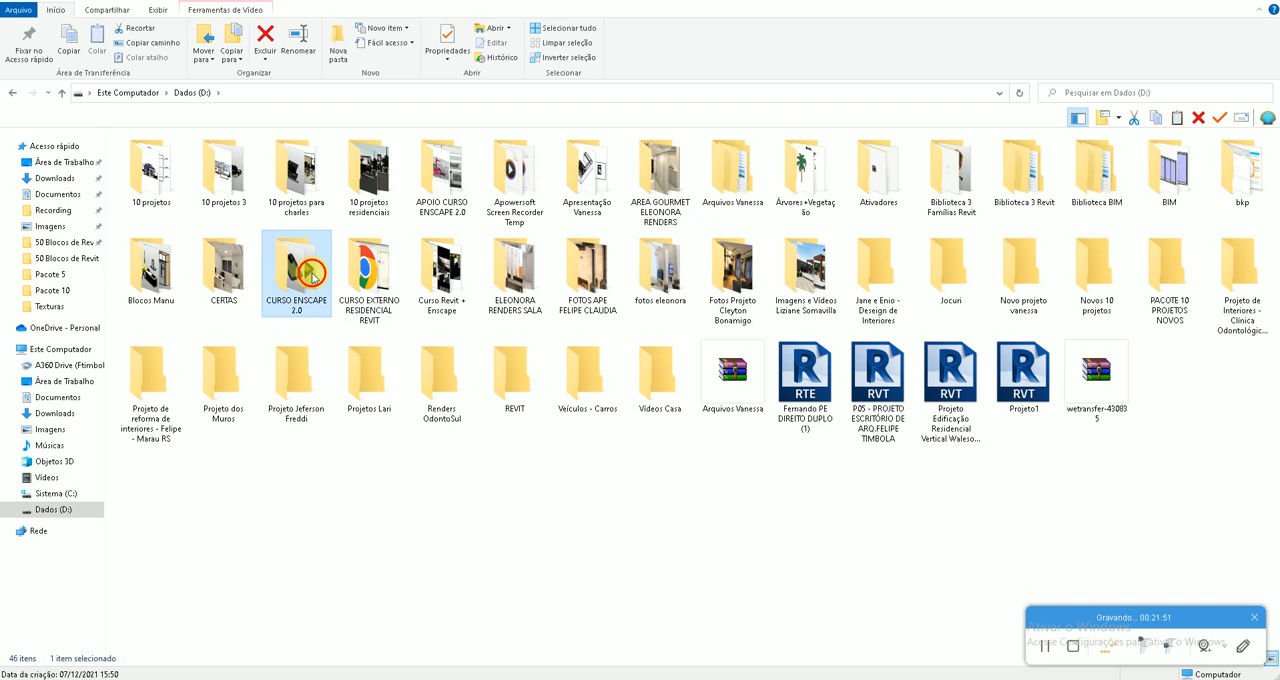 Arquivo Início Compartilhar Exibir Ferramentas de Vídeo
Fixar no Acesso rápido
Copiar
Colar
Recortar
Copiar caminho
Colar atalho
Área de Transferência
Mover para
Copiar para
Excluir
Renomear
Organizar
Nova pasta
Novo item
Fácil acesso
Novo
Propriedades
Abrir
Editar
Histórico
Abrir
Selecionar tudo
Limpar seleção
Inverter seleção
Selecionar
Este Computador > Dados (D:) >
Pesquisar em Dados (D:)
Acesso rápido
Área de Trabalho
Downloads
Documentos
Recording
Imagens
50 Blocos de Rev
50 Blocos de Revit
Pacote 5
Pacote 10
Texturas
OneDrive - Personal
Este Computador
A360 Drive (Ftimbol
Área de Trabalho
Documentos
Downloads
Imagens
Músicas
Objetos 3D
Vídeos
Sistema (C:)
Dados (D:)
Rede
10 projetos
10 projetos 3
10 projetos para charles
10 projetos residenciais
APOIO CURSO ENSCAPE 2.0
Apowersoft Screen Recorder Temp
Apresentação Vanessa
AREA GOURMET ELEONORA RENDERS
Arquivos Vanessa
Árvores+Vegetação
Ativadores
Biblioteca 3 Famílias Revit
Biblioteca 3 Revit
Biblioteca BIM
BIM
bkp
Blocos Manu
CERTAS
CURSO ENSCAPE 2.0
CURSO EXTERNO RESIDENCIAL REVIT
Curso Revit + Enscape
ELEONORA RENDERS SALA
FOTOS APE FELIPE CLAUDIA
fotos eleonora
Fotos Projeto Cleyton Bonamigo
Imagens e Vídeos Liziane Somavilla
Jane e Enio - Deseign de Interiores
Jocuri
Novo projeto vanessa
Novos 10 projetos
PACOTE 10 PROJETOS NOVOS
Projeto de Interiores - Clínica Odontológic...
Projeto de reforma de interiores - Felipe - Marau RS
Projeto dos Muros
Projeto Jeferson Freddi
Projetos Lari
Renders OdontoSul
REVIT
Veículos - Carros
Vídeos Casa
Arquivos Vanessa
RTE
Fernando PE DIREITO DUPLO (1)
RVT
P05 - PROJETO ESCRITÓRIO DE ARQ.FELIPE TIMBOLA
RVT
Projeto Edificação Residencial Vertical Waleso...
RVT
Projeto1
wetransfer-430835
Gravando... 00:21:51
Ativar o Windows
Acesse Configurações para ativar o Windows.
46 itens 1 item selecionado
Data da criação: 07/12/2021 15:50
Computador